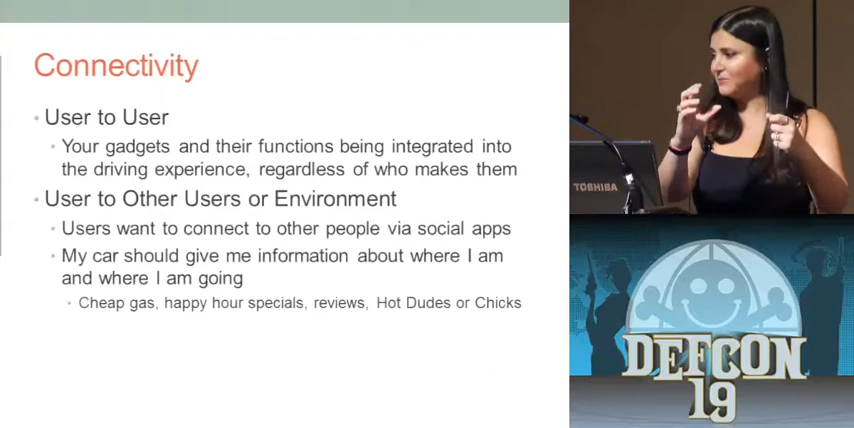 Connectivity
• User to User
• Your gadgets and their functions being integrated into
the driving experience, regardless of who makes them
• User to Other Users or Environment
• Users want to connect to other people via social apps
• My car should give me information about where I am
and where I am going
• Cheap gas, happy hour specials, reviews, Hot Dudes or Chicks
TOSHIBA
DEFCON
19